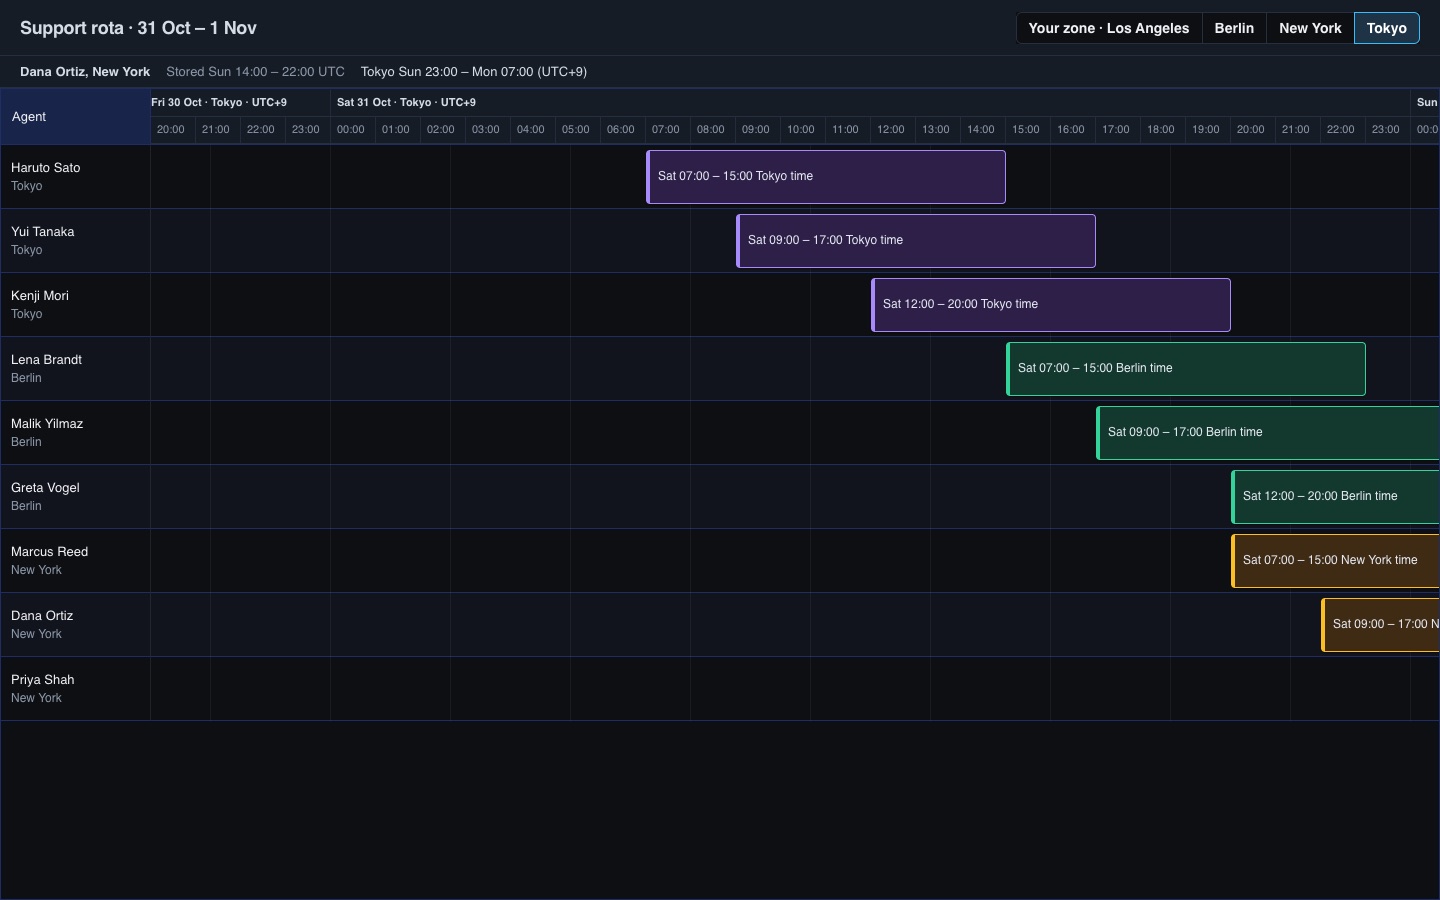 Support rota · 31 Oct – 1 Nov
Your zone · Los Angeles Berlin New York Tokyo
Dana Ortiz, New York Stored Sun 14:00 – 22:00 UTC Tokyo Sun 23:00 – Mon 07:00 (UTC+9)
Agent
Fri 30 Oct · Tokyo · UTC+9 Sat 31 Oct · Tokyo · UTC+9 Sun
20:00 21:00 22:00 23:00 00:00 01:00 02:00 03:00 04:00 05:00 06:00 07:00 08:00 09:00 10:00 11:00 12:00 13:00 14:00 15:00 16:00 17:00 18:00 19:00 20:00 21:00 22:00 23:00 00:0
Haruto Sato
Tokyo
Sat 07:00 – 15:00 Tokyo time
Yui Tanaka
Tokyo
Sat 09:00 – 17:00 Tokyo time
Kenji Mori
Tokyo
Sat 12:00 – 20:00 Tokyo time
Lena Brandt
Berlin
Sat 07:00 – 15:00 Berlin time
Malik Yilmaz
Berlin
Sat 09:00 – 17:00 Berlin time
Greta Vogel
Berlin
Sat 12:00 – 20:00 Berlin time
Marcus Reed
New York
Sat 07:00 – 15:00 New York time
Dana Ortiz
New York
Sat 09:00 – 17:00 N
Priya Shah
New York